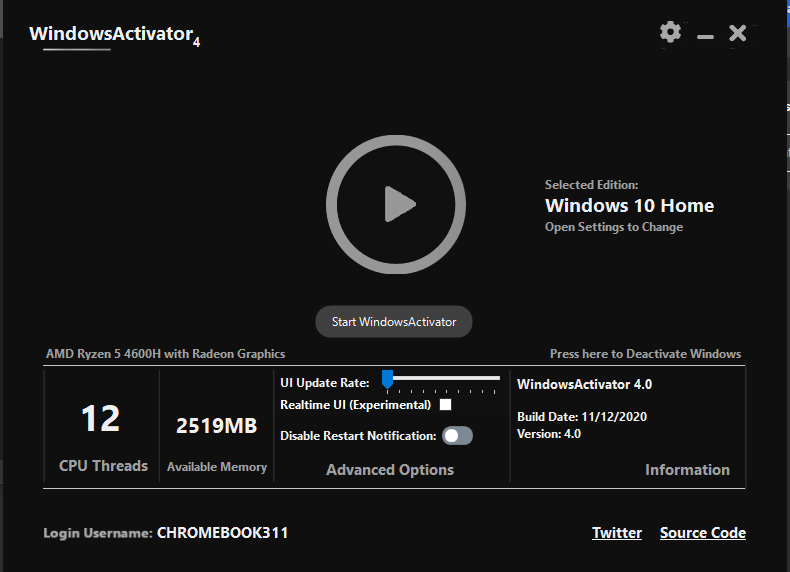 WindowsActivator4
Selected Edition:
Windows 10 Home
Open Settings to Change
Start WindowsActivator
AMD Ryzen 5 4600H with Radeon Graphics
Press here to Deactivate Windows
12
CPU Threads
2519MB
Available Memory
UI Update Rate:
Realtime UI (Experimental)
Disable Restart Notification:
Advanced Options
WindowsActivator 4.0
Build Date: 11/12/2020
Version: 4.0
Information
Login Username: CHROMEBOOK311
Twitter
Source Code